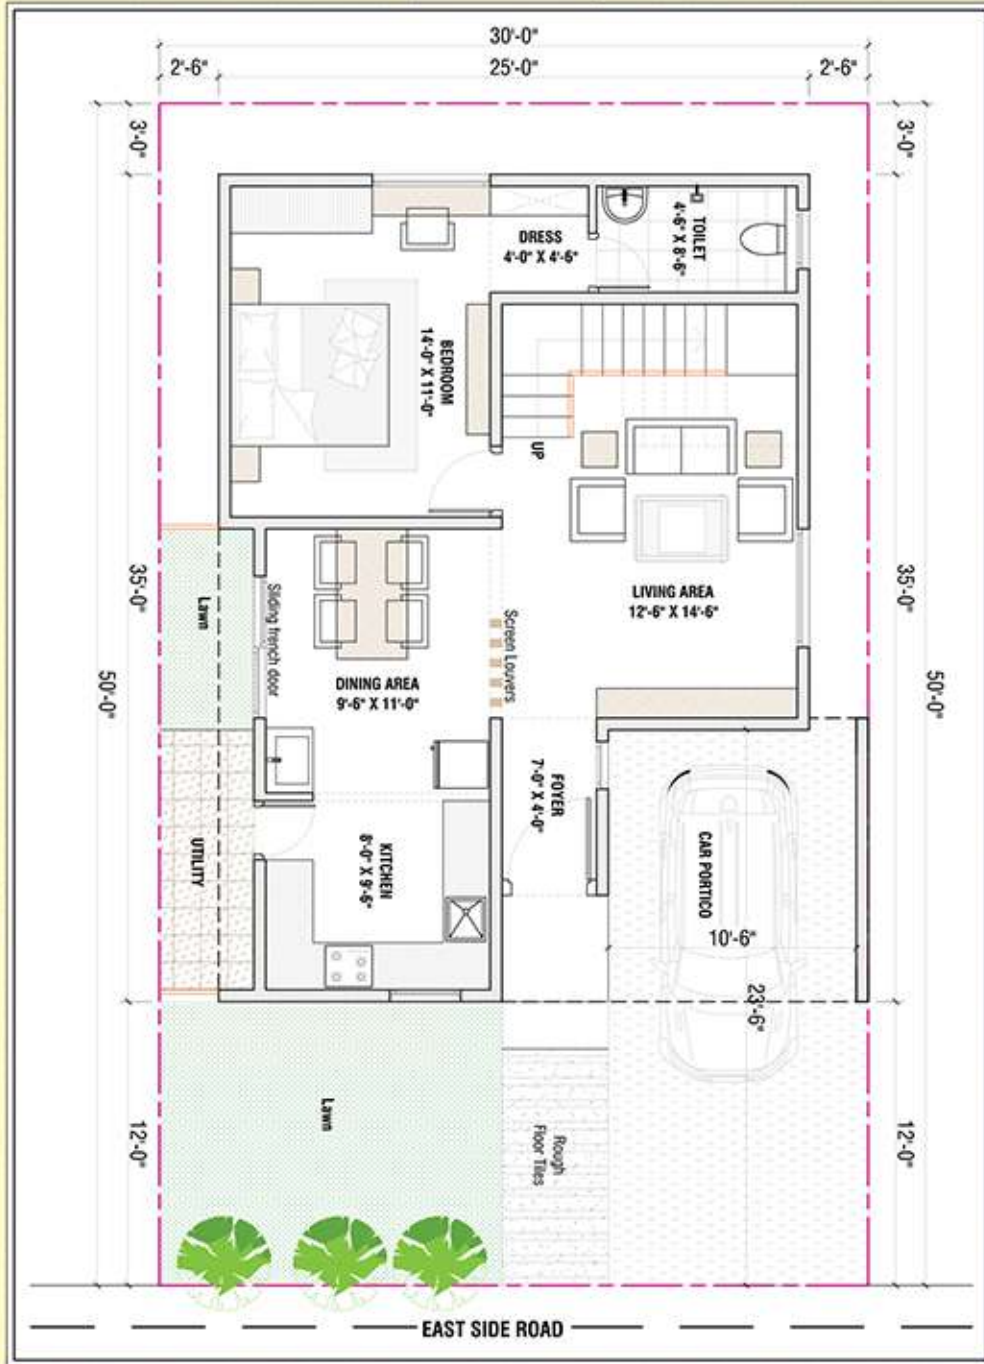 30'-0"
2'-6"
25'-0"
2'-6"
3'-0"
3'-0"
DRESS
4'-0" X 4'-6"
TOILET
4'-6" X 8'-6"
BEDROOM
14'-0" X 11'-0"
UP
35'-0"
35'-0"
LIVING AREA
12'-6" X 14'-6"
Lawn
Sliding french door
Screen Louvers
50'-0"
50'-0"
DINING AREA
9'-6" X 11'-0"
FOYER
7'-0" X 4'-0"
UTILITY
KITCHEN
8'-0" X 9'-6"
CAR PORTICO
10'-6"
23'-6"
Lawn
Rough
Floor Tiles
12'-0"
12'-0"
EAST SIDE ROAD